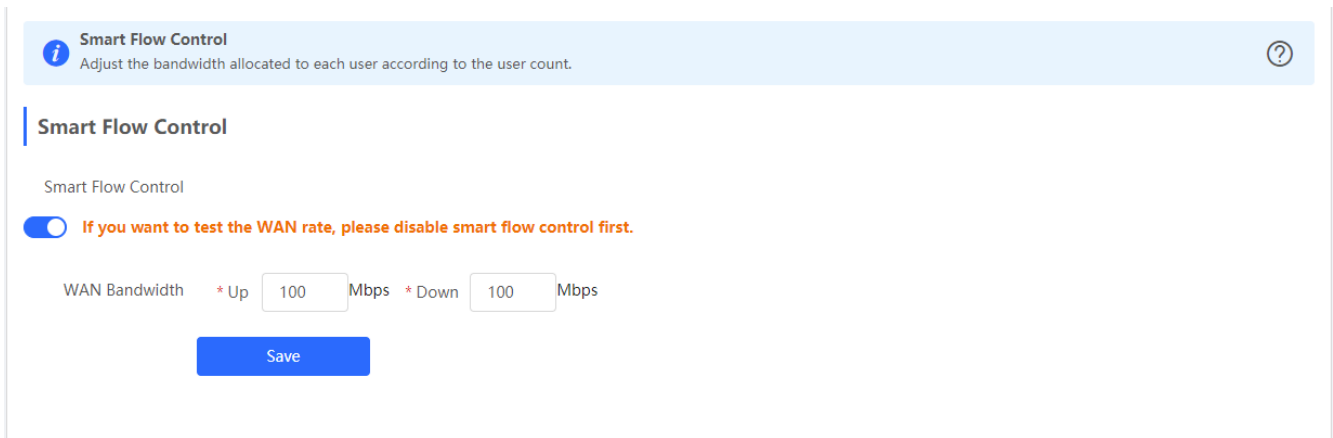 Smart Flow Control
Adjust the bandwidth allocated to each user according to the user count.
Smart Flow Control
Smart Flow Control
If you want to test the WAN rate, please disable smart flow control first.
WAN Bandwidth * Up 100 Mbps * Down 100 Mbps
Save